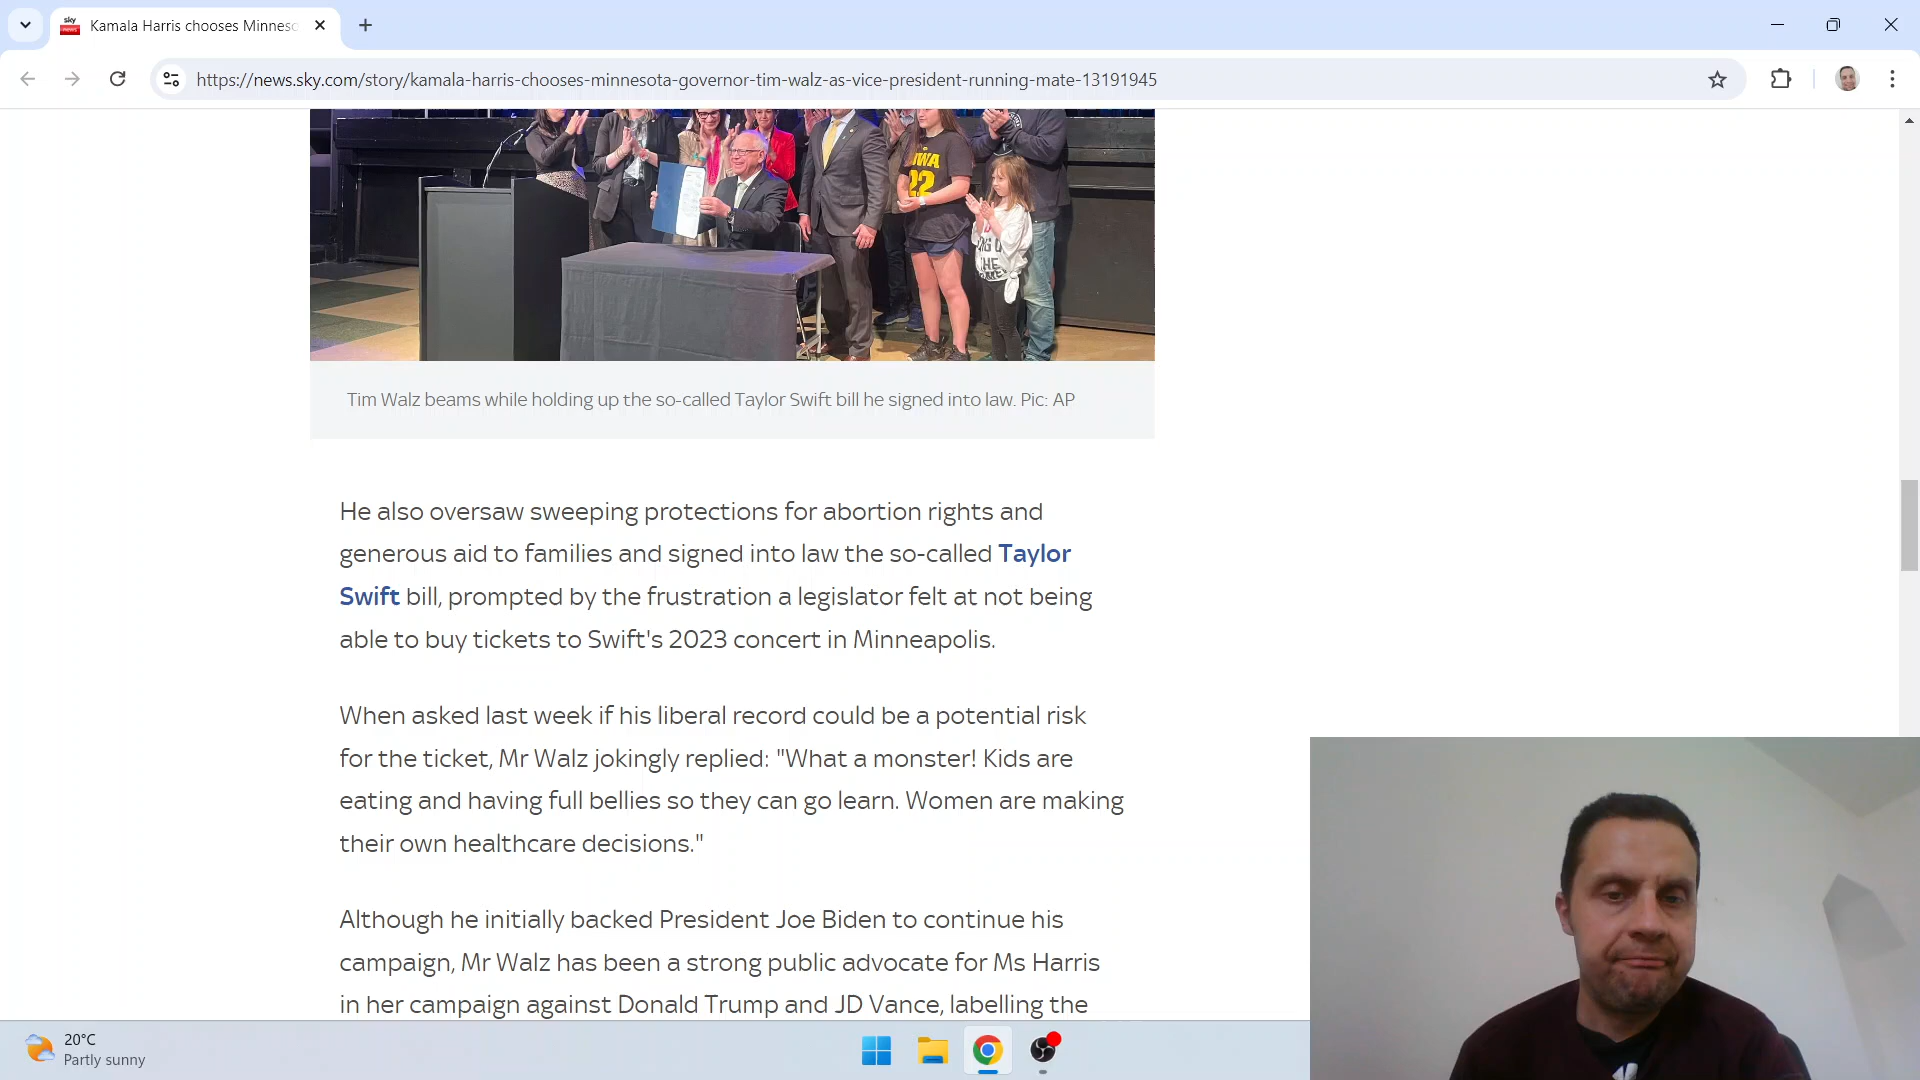 sky
news
Kamala Harris chooses Minneso
https://news.sky.com/story/kamala-harris-chooses-minnesota-governor-tim-walz-as-vice-president-running-mate-13191945
22
Tim Walz beams while holding up the so-called Taylor Swift bill he signed into law. Pic: AP
He also oversaw sweeping protections for abortion rights and
generous aid to families and signed into law the so-called Taylor
Swift bill, prompted by the frustration a legislator felt at not being
able to buy tickets to Swift's 2023 concert in Minneapolis.
When asked last week if his liberal record could be a potential risk
for the ticket, Mr Walz jokingly replied: "What a monster! Kids are
eating and having full bellies so they can go learn. Women are making
their own healthcare decisions."
Although he initially backed President Joe Biden to continue his
campaign, Mr Walz has been a strong public advocate for Ms Harris
in her campaign against Donald Trump and JD Vance, labelling the
20°C
Partly sunny